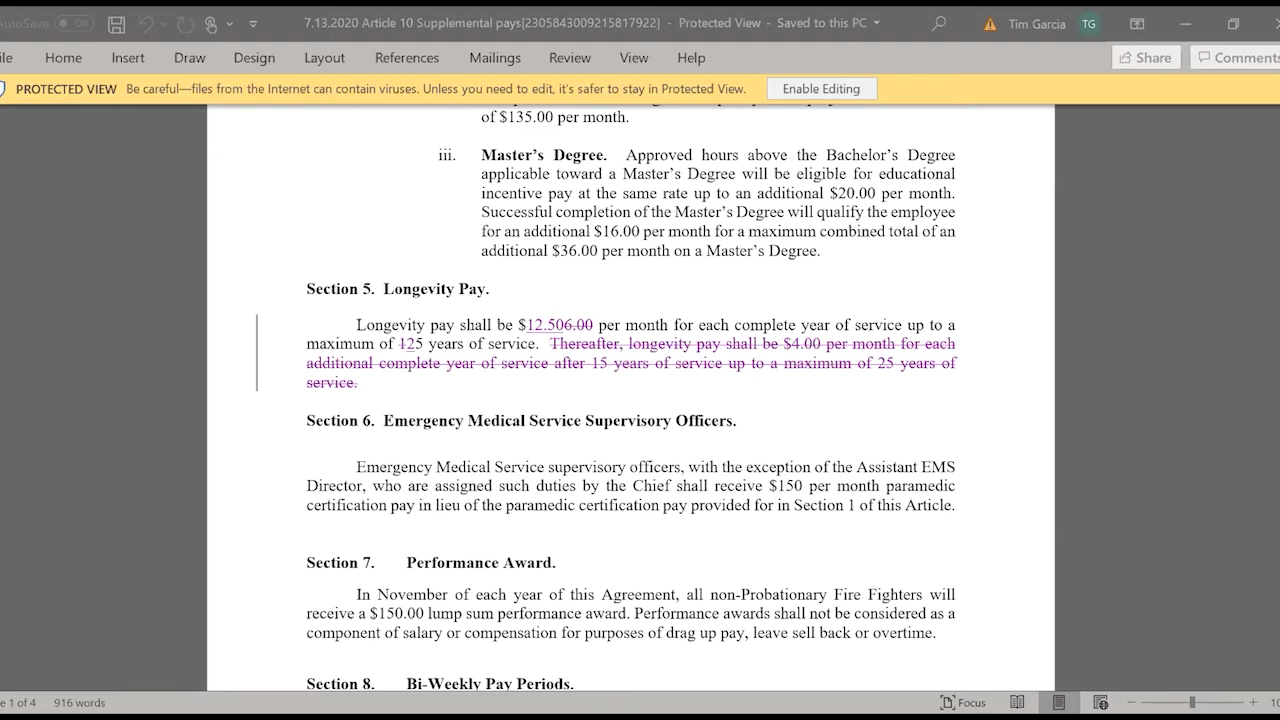 AutoSave Off 7.13.2020 Article 10 Supplemental pays[2305843009215817922] - Protected View - Saved to this PC Tim Garcia TG
ile Home Insert Draw Design Layout References Mailings Review View Help Share Comments
PROTECTED VIEW Be careful—files from the Internet can contain viruses. Unless you need to edit, it's safer to stay in Protected View. Enable Editing
of $135.00 per month.
iii. Master's Degree. Approved hours above the Bachelor's Degree
applicable toward a Master's Degree will be eligible for educational
incentive pay at the same rate up to an additional $20.00 per month.
Successful completion of the Master's Degree will qualify the employee
for an additional $16.00 per month for a maximum combined total of an
additional $36.00 per month on a Master's Degree.
Section 5. Longevity Pay.
Longevity pay shall be $12.506.00 per month for each complete year of service up to a
maximum of 125 years of service. Thereafter, longevity pay shall be $4.00 per month for each
additional complete year of service after 15 years of service up to a maximum of 25 years of
service.
Section 6. Emergency Medical Service Supervisory Officers.
Emergency Medical Service supervisory officers, with the exception of the Assistant EMS
Director, who are assigned such duties by the Chief shall receive $150 per month paramedic
certification pay in lieu of the paramedic certification pay provided for in Section 1 of this Article.
Section 7. Performance Award.
In November of each year of this Agreement, all non-Probationary Fire Fighters will
receive a $150.00 lump sum performance award. Performance awards shall not be considered as a
component of salary or compensation for purposes of drag up pay, leave sell back or overtime.
Section 8. Bi-Weekly Pay Periods.
e 1 of 4 916 words Focus 10